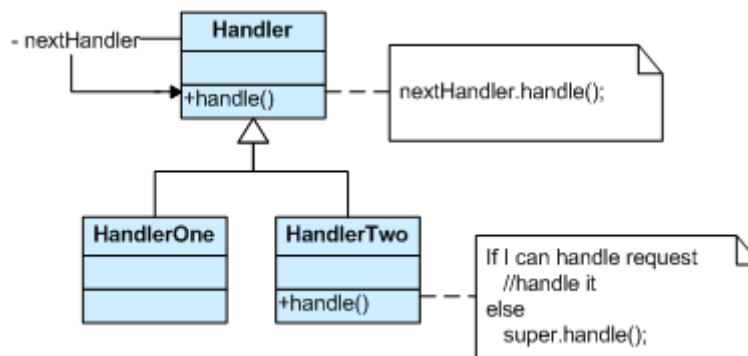 Handler
- nextHandler
+handle()
nextHandler.handle();
HandlerOne
HandlerTwo
+handle()
If I can handle request
//handle it
else
super.handle();